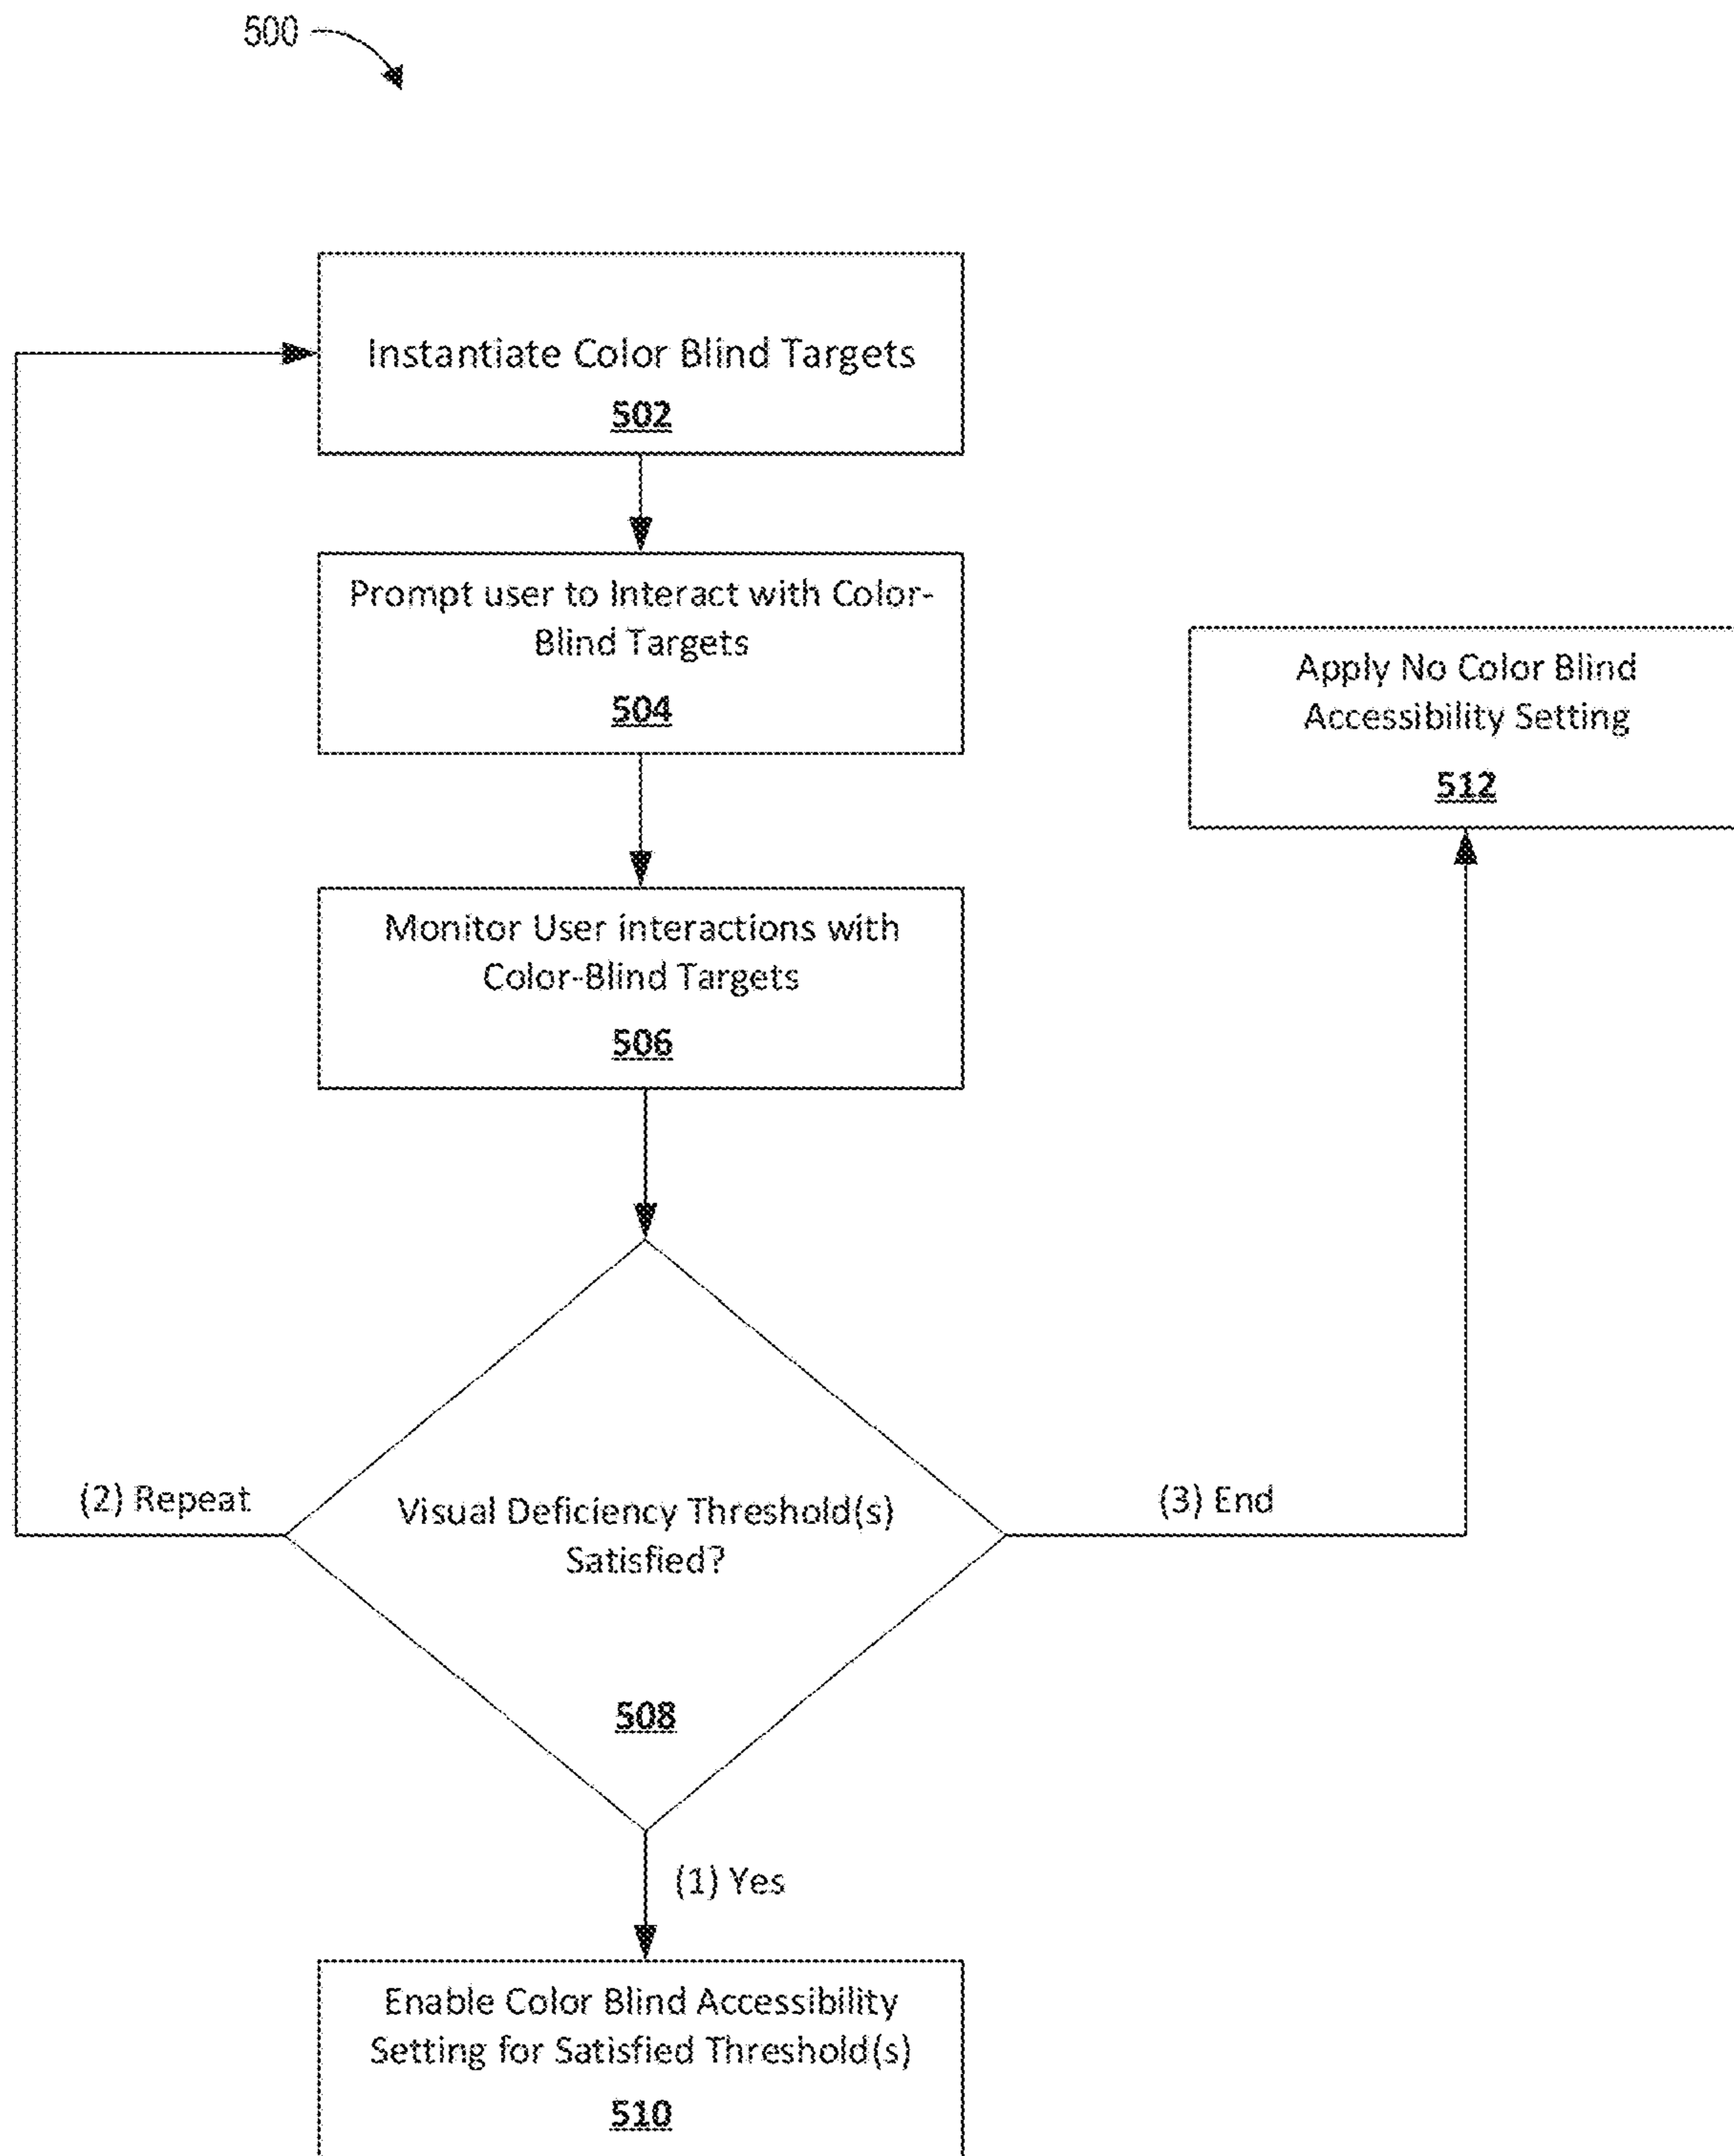 500
Instantiate Color Blind Targets
502
Prompt user to Interact with Color-
Blind Targets
504
Apply No Color Blind
Accessibility Setting
512
Monitor User interactions with
Color-Blind Targets
506
(2) Repeat
Visual Deficiency Threshold(s)
Satisfied?
508
(3) End
(1) Yes
Enable Color Blind Accessibility
Setting for Satisfied Threshold(s)
510